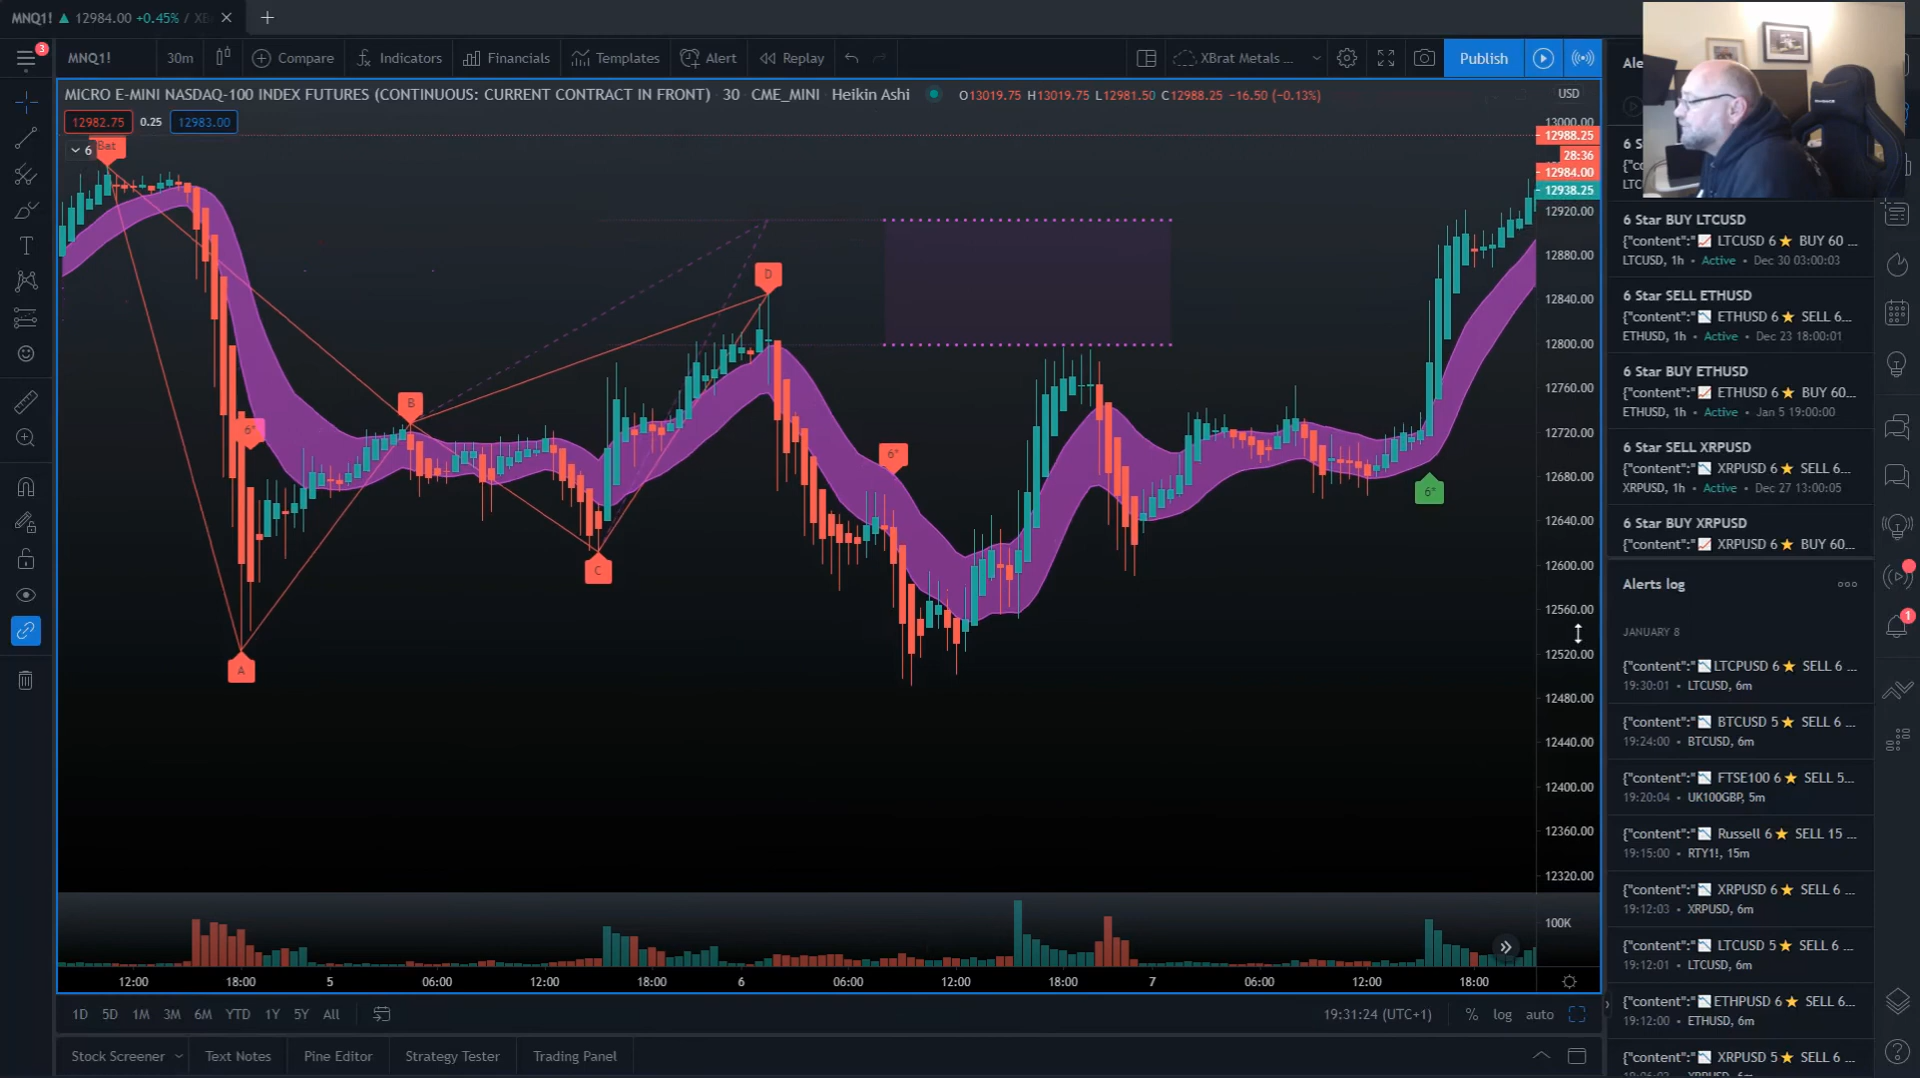 MNQ1! ▲ 12984.00 +0.45% / XB
3
MNQ1!
30m
Compare
Indicators
Financials
Templates
Alert
Replay
XBrat Metals ...
Publish
MICRO E-MINI NASDAQ-100 INDEX FUTURES (CONTINUOUS: CURRENT CONTRACT IN FRONT) · 30 · CME_MINI · Heikin Ashi
O13019.75 H13019.75 L12981.50 C12988.25 -16.50 (-0.13%)
USD
12982.75
0.25
12983.00
6
Bat
A
B
C
D
6*
6*
6*
13000.00
12988.25
28:36
12984.00
12938.25
12920.00
12880.00
12840.00
12800.00
12760.00
12720.00
12680.00
12640.00
12600.00
12560.00
12520.00
12480.00
12440.00
12400.00
12360.00
12320.00
100K
12:00
18:00
5
06:00
12:00
18:00
6
06:00
12:00
18:00
7
06:00
12:00
18:00
1D
5D
1M
3M
6M
YTD
1Y
5Y
All
19:31:24 (UTC+1)
%
log
auto
Stock Screener
Text Notes
Pine Editor
Strategy Tester
Trading Panel
Ale
6 S
{"c
LTC
6 Star BUY LTCUSD
{"content":"📈 LTCUSD 6⭐ BUY 60 ...
LTCUSD, 1h • Active • Dec 30 03:00:03
6 Star SELL ETHUSD
{"content":"📉 ETHUSD 6⭐ SELL 6...
ETHUSD, 1h • Active • Dec 23 18:00:01
6 Star BUY ETHUSD
{"content":"📈 ETHUSD 6⭐ BUY 60...
ETHUSD, 1h • Active • Jan 5 19:00:00
6 Star SELL XRPUSD
{"content":"📉 XRPUSD 6⭐ SELL 6...
XRPUSD, 1h • Active • Dec 27 13:00:05
6 Star BUY XRPUSD
{"content":"📈 XRPUSD 6⭐ BUY 60...
Alerts log
JANUARY 8
{"content":"📉LTCPUSD 6⭐ SELL 6 ...
19:30:01 • LTCUSD, 6m
{"content":"📉 BTCUSD 5⭐ SELL 6 ...
19:24:00 • BTCUSD, 6m
{"content":"📉 FTSE100 6⭐ SELL 5...
19:20:04 • UK100GBP, 5m
{"content":"📉 Russell 6⭐ SELL 15 ...
19:15:00 • RTY1!, 15m
{"content":"📉 XRPUSD 6⭐ SELL 6 ...
19:12:03 • XRPUSD, 6m
{"content":"📉 LTCUSD 5⭐ SELL 6 ...
19:12:01 • LTCUSD, 6m
{"content":"📉ETHPUSD 6⭐ SELL 6...
19:12:00 • ETHUSD, 6m
{"content":"📉 XRPUSD 5⭐ SELL 6 ...
1